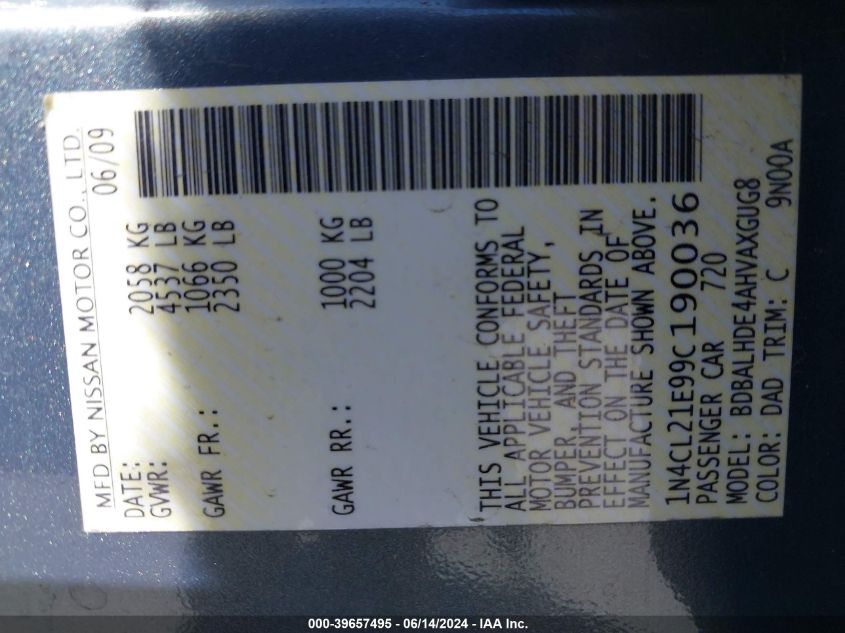 MFD BY NISSAN MOTOR CO., LTD.
DATE: 06/09
GVWR: 2058 KG
4537 LB
GAWR FR.: 1066 KG
2350 LB
GAWR RR.: 1000 KG
2204 LB
THIS VEHICLE CONFORMS TO
ALL APPLICABLE FEDERAL
MOTOR VEHICLE SAFETY,
BUMPER, AND THEFT
PREVENTION STANDARDS IN
EFFECT ON THE DATE OF
MANUFACTURE SHOWN ABOVE.
1N4CL21E99C190036
PASSENGER CAR 720
MODEL: BDBALHDE4AHVAXGUG8
COLOR: DAD TRIM: C 9N00A
000-39657495 - 06/14/2024 - IAA Inc.